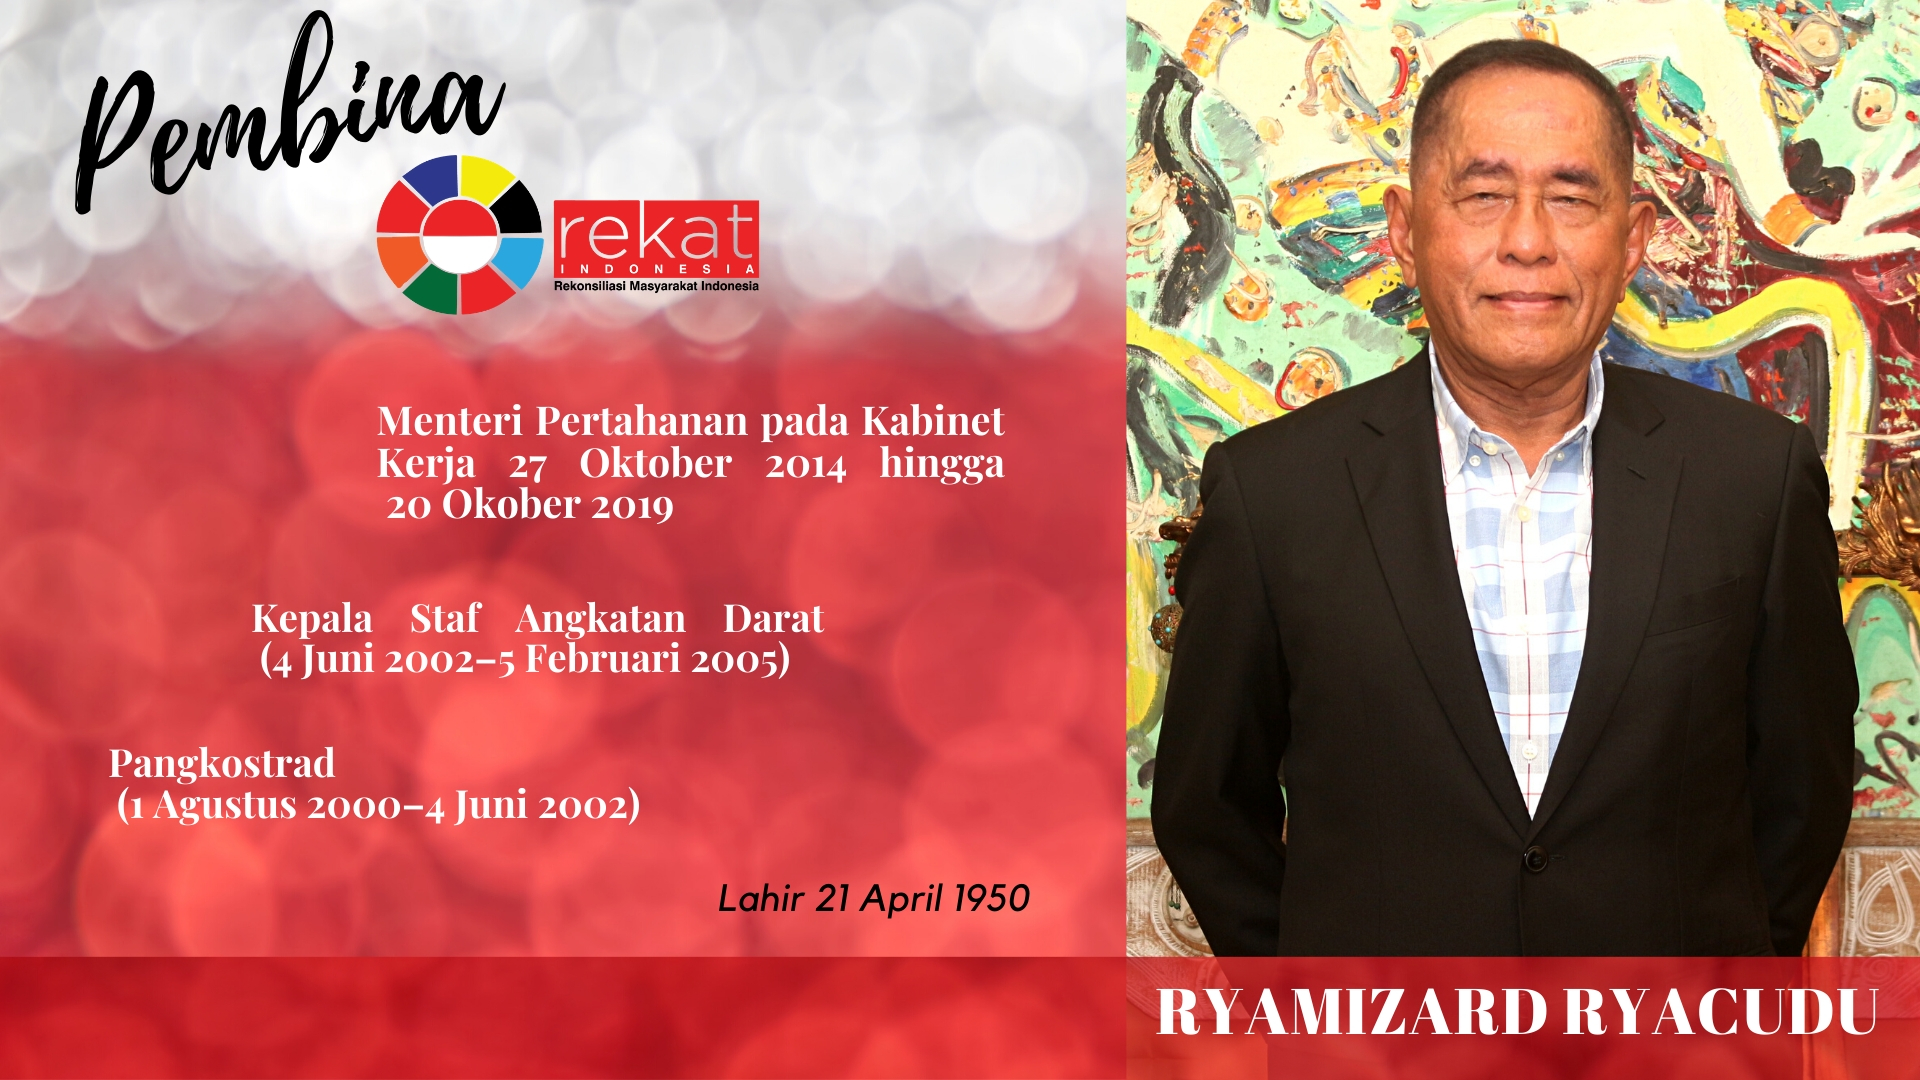 Pembina
rekat
INDONESIA
Rekonsiliasi Masyarakat Indonesia
Menteri Pertahanan pada Kabinet
Kerja 27 Oktober 2014 hingga
20 Okober 2019
Kepala Staf Angkatan Darat
(4 Juni 2002–5 Februari 2005)
Pangkostrad
(1 Agustus 2000–4 Juni 2002)
Lahir 21 April 1950
RYAMIZARD RYACUDU